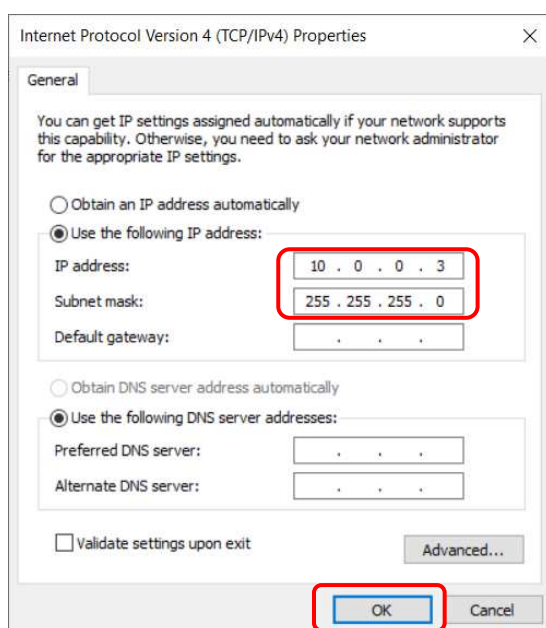 Internet Protocol Version 4 (TCP/IPv4) Properties
General
You can get IP settings assigned automatically if your network supports
this capability. Otherwise, you need to ask your network administrator
for the appropriate IP settings.
Obtain an IP address automatically
Use the following IP address:
IP address: 10 . 0 . 0 . 3
Subnet mask: 255 . 255 . 255 . 0
Default gateway: . . .
Obtain DNS server address automatically
Use the following DNS server addresses:
Preferred DNS server: . . .
Alternate DNS server: . . .
Validate settings upon exit
Advanced...
OK Cancel